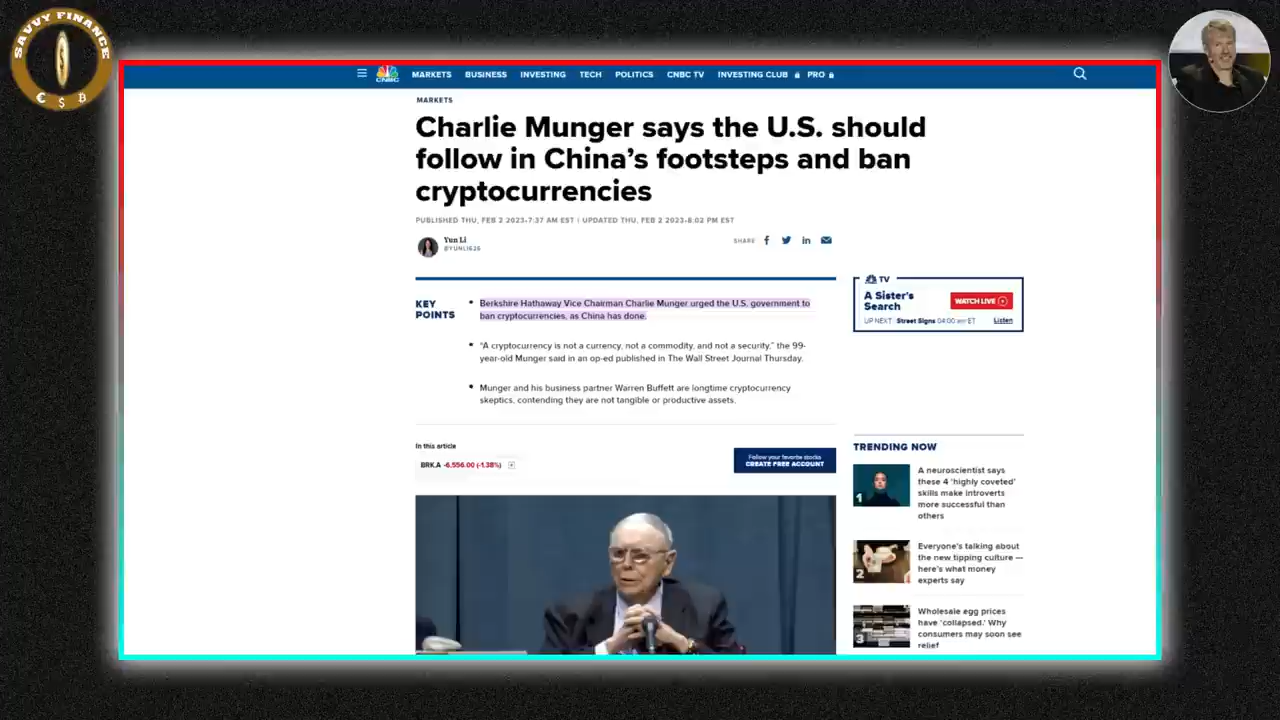 SAVVY FINANCE
€ $ B
CNBC
MARKETS BUSINESS INVESTING TECH POLITICS CNBC TV INVESTING CLUB PRO
MARKETS
Charlie Munger says the U.S. should
follow in China’s footsteps and ban
cryptocurrencies
PUBLISHED THU, FEB 2 2023•7:37 AM EST | UPDATED THU, FEB 2 2023•8:02 PM EST
Yun Li
@YUNLI626
SHARE
KEY
POINTS
• Berkshire Hathaway Vice Chairman Charlie Munger urged the U.S. government to
ban cryptocurrencies, as China has done.
• “A cryptocurrency is not a currency, not a commodity, and not a security,” the 99-
year-old Munger said in an op-ed published in The Wall Street Journal Thursday.
• Munger and his business partner Warren Buffett are longtime cryptocurrency
skeptics, contending they are not tangible or productive assets.
In this article
BRK.A -6,556.00 (-1.38%)
Follow your favorite stocks
CREATE FREE ACCOUNT
TV
A Sister’s
Search
WATCH LIVE
UP NEXT Street Signs 04:00 am ET
Listen
TRENDING NOW
1
A neuroscientist says
these 4 ‘highly coveted’
skills make introverts
more successful than
others
2
Everyone’s talking about
the new tipping culture —
here’s what money
experts say
3
Wholesale egg prices
have ‘collapsed.’ Why
consumers may soon see
relief